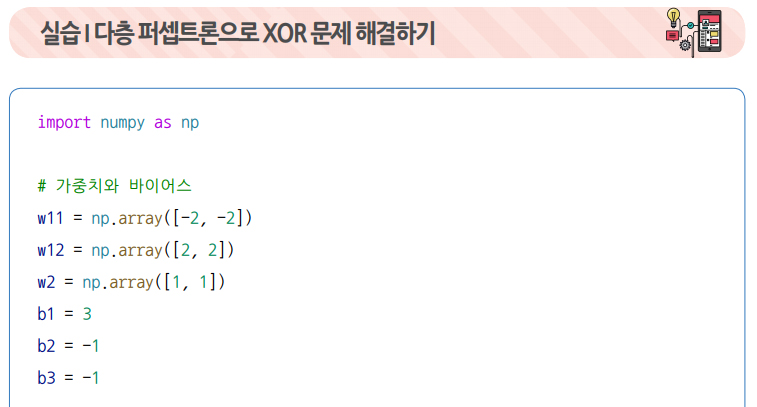 실습 | 다층 퍼셉트론으로 XOR 문제 해결하기
import numpy as np
# 가중치와 바이어스
w11 = np.array([-2, -2])
w12 = np.array([2, 2])
w2 = np.array([1, 1])
b1 = 3
b2 = -1
b3 = -1